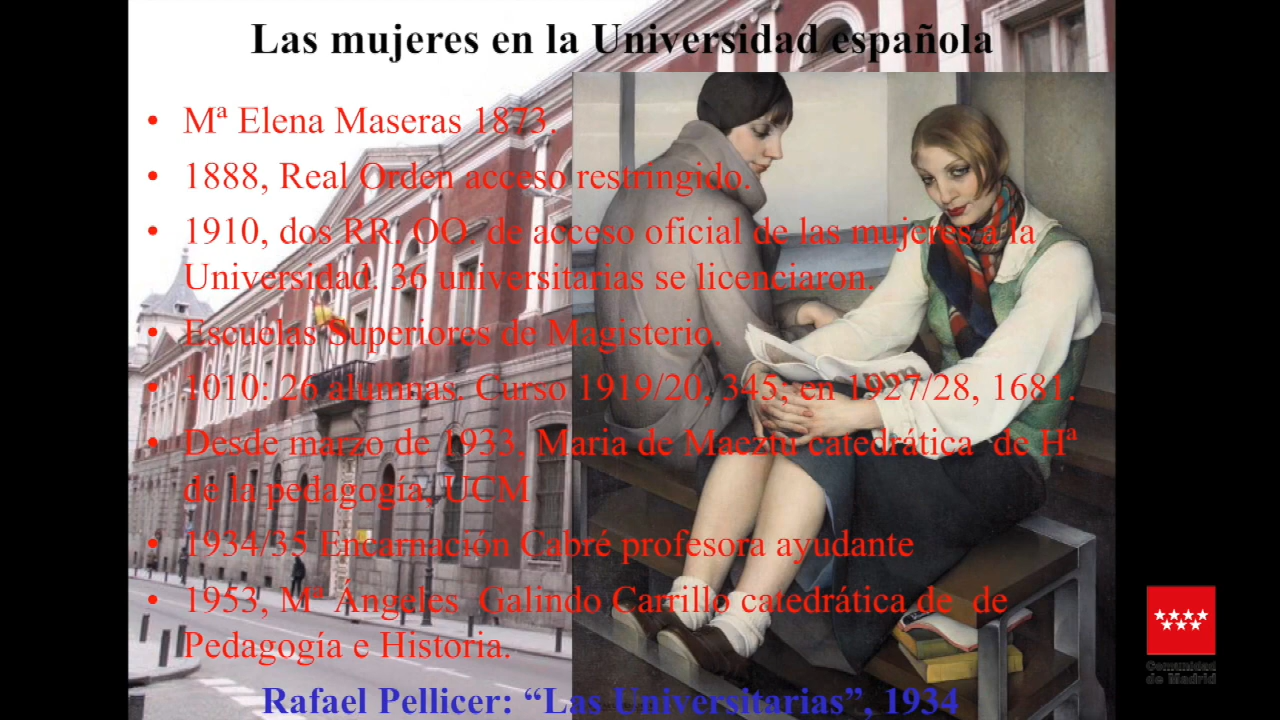 Las mujeres en la Universidad española
• Mª Elena Maseras 1873.
• 1888, Real Orden acceso restringido.
• 1910, dos RR. OO. de acceso oficial de las mujeres a la
Universidad. 36 universitarias se licenciaron.
• Escuelas Superiores de Magisterio.
• 1010: 26 alumnas. Curso 1919/20, 345; en 1927/28, 1681.
• Desde marzo de 1933, Maria de Maeztu catedrática de Hª
de la pedagogía, UCM
• 1934/35 Encarnación Cabré profesora ayudante
• 1953, Mª Ángeles Galindo Carrillo catedrática de de
Pedagogía e Historia.
Rafael Pellicer: “Las Universitarias”, 1934
Comunidad
de Madrid